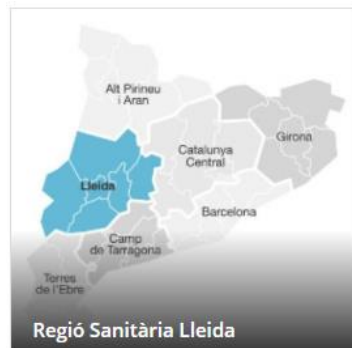 Alt Pirineu
i Aran
Girona
Catalunya
Central
Lleida
Barcelona
Camp
de Tarragona
Terres
de l'Ebre
Regió Sanitària Lleida